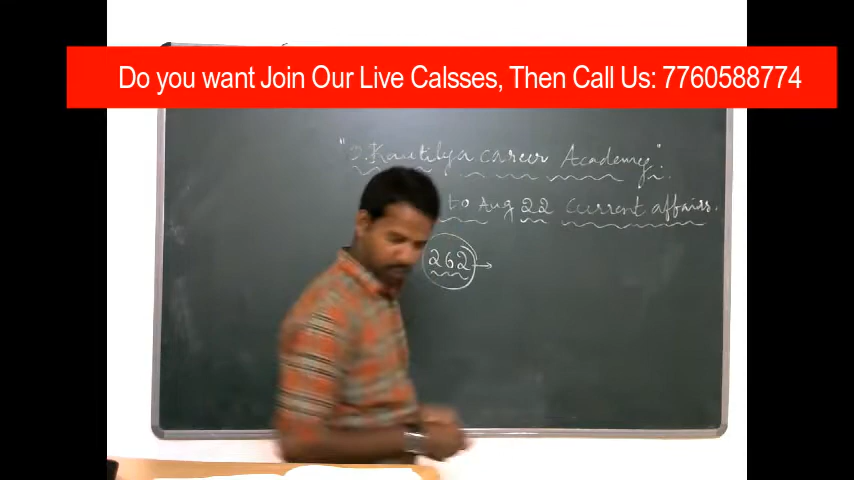 Do you want Join Our Live Calsses, Then Call Us: 7760588774
Kautilya career Academy"
to Aug 22 current affairs.
262 →